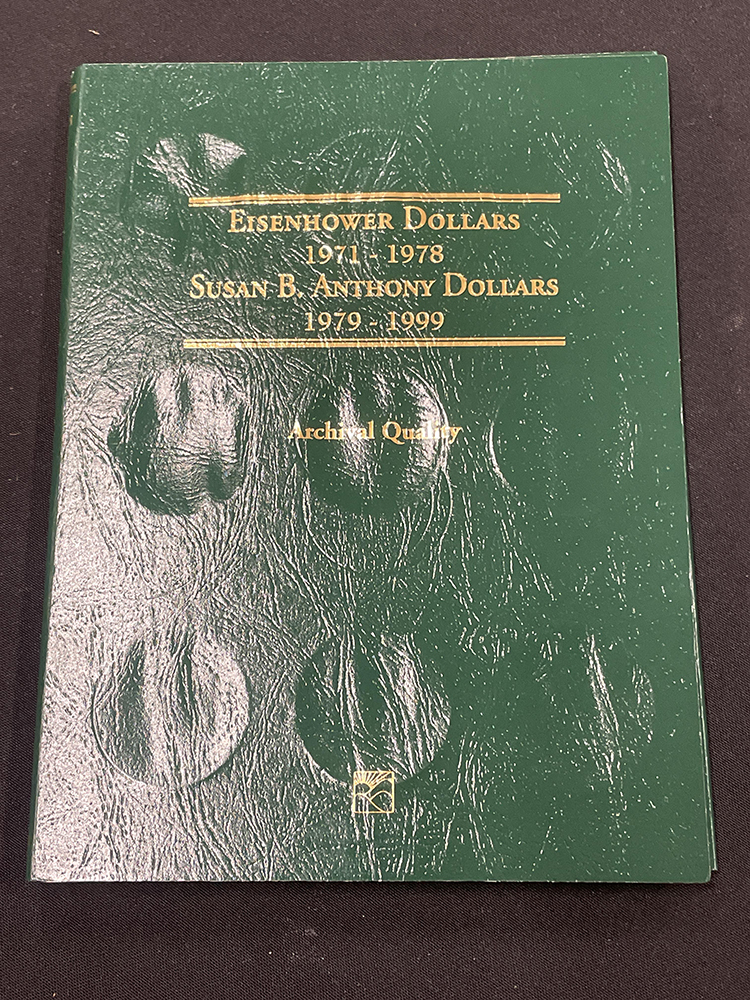 Eisenhower Dollars
1971 - 1978
Susan B. Anthony Dollars
1979 - 1999
Archival Quality